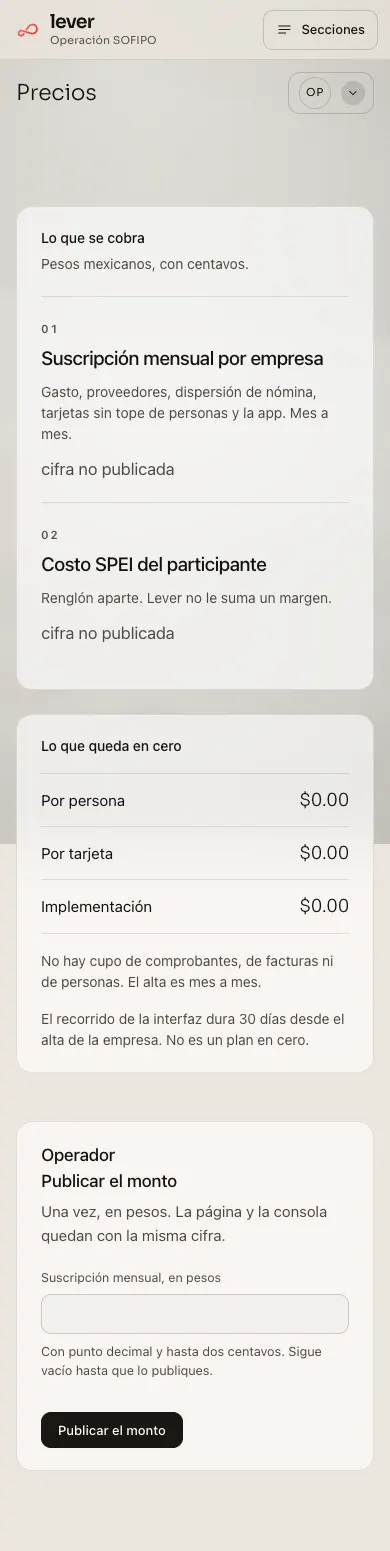 lever
Operación SOFIPO
Secciones
Precios
OP
Lo que se cobra
Pesos mexicanos, con centavos.
01
Suscripción mensual por empresa
Gasto, proveedores, dispersión de nómina,
tarjetas sin tope de personas y la app. Mes a
mes.
cifra no publicada
02
Costo SPEI del participante
Renglón aparte. Lever no le suma un margen.
cifra no publicada
Lo que queda en cero
Por persona $0.00
Por tarjeta $0.00
Implementación $0.00
No hay cupo de comprobantes, de facturas ni
de personas. El alta es mes a mes.
El recorrido de la interfaz dura 30 días desde el
alta de la empresa. No es un plan en cero.
Operador
Publicar el monto
Una vez, en pesos. La página y la consola
quedan con la misma cifra.
Suscripción mensual, en pesos
Con punto decimal y hasta dos centavos. Sigue
vacío hasta que lo publiques.
Publicar el monto